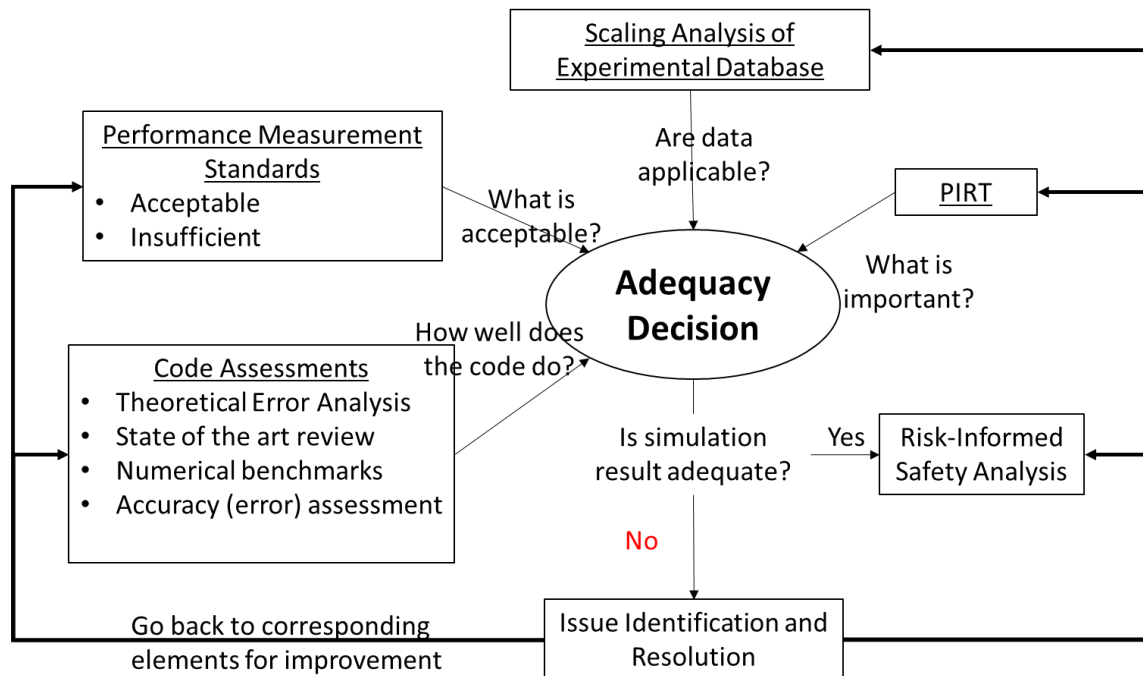 Scaling Analysis of
Experimental Database
Performance Measurement
Standards
• Acceptable
• Insufficient
Are data
applicable?
What is
acceptable?
PIRT
What is
important?
Adequacy
Decision
How well does
the code do?
Code Assessments
• Theoretical Error Analysis
• State of the art review
• Numerical benchmarks
• Accuracy (error) assessment
Is simulation
result adequate?
Yes
Risk-Informed
Safety Analysis
No
Issue Identification and
Resolution
Go back to corresponding
elements for improvement